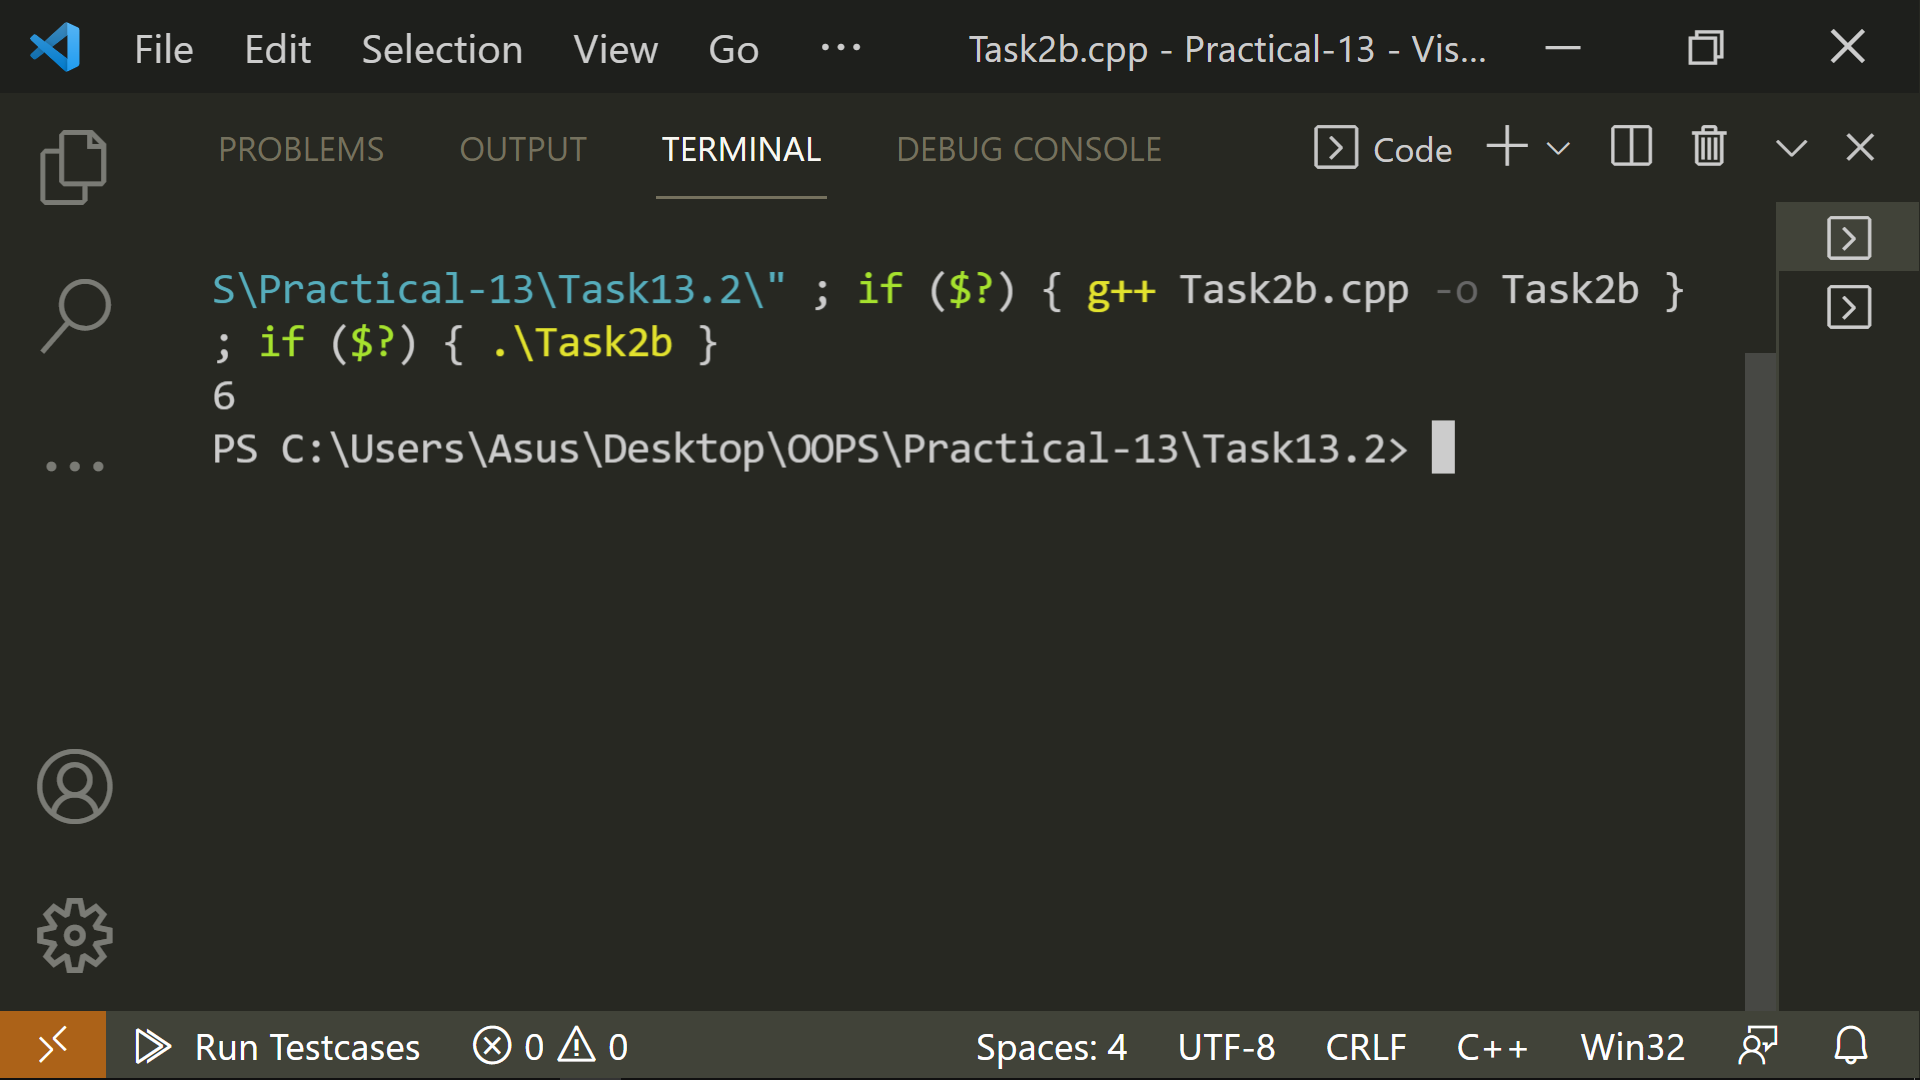 File Edit Selection View Go ··· Task2b.cpp - Practical-13 - Vis...
PROBLEMS OUTPUT TERMINAL DEBUG CONSOLE Code
S\Practical-13\Task13.2\" ; if ($?) { g++ Task2b.cpp -o Task2b }
; if ($?) { .\Task2b }
6
PS C:\Users\Asus\Desktop\OOPS\Practical-13\Task13.2>
Run Testcases 0 0 Spaces: 4 UTF-8 CRLF C++ Win32